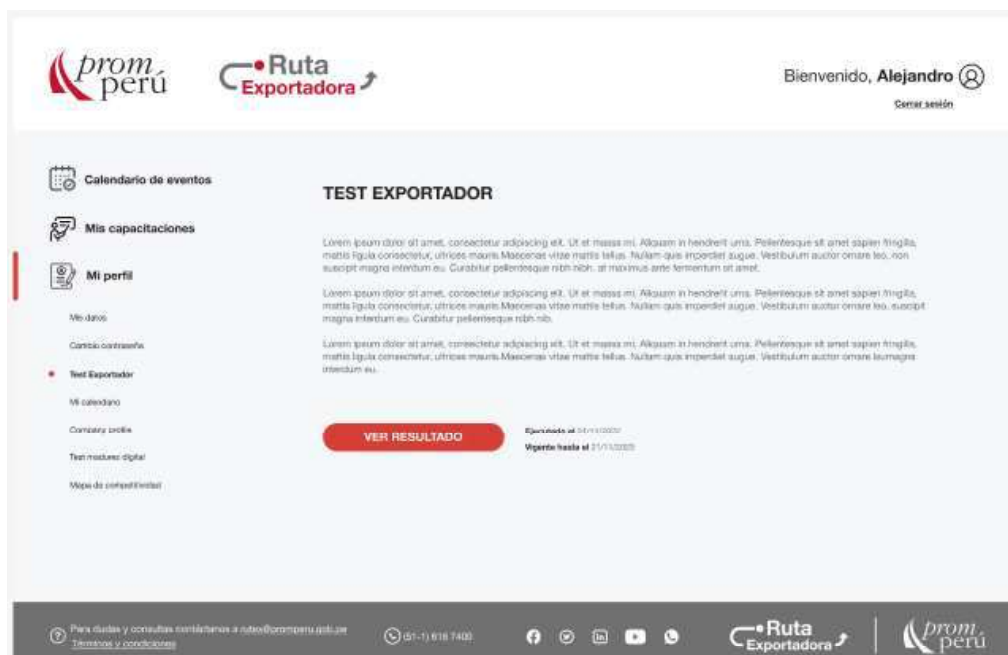 prom
perú
Ruta
Exportadora
Bienvenido, Alejandro
Cerrar sesión
Calendario de eventos
Mis capacitaciones
Mi perfil
Mis datos
Cambio contraseña
Test Exportador
Mi calendario
Company profile
Test madurez digital
Mapa de competitividad
TEST EXPORTADOR
Lorem ipsum dolor sit amet, consectetur adipiscing elit. Ut et massa mi. Aliquam in hendrerit urna. Pellentesque sit amet sapien fringilla,
mattis ligula consectetur, ultrices mauris. Maecenas vitae mattis tellus. Nullam quis imperdiet augue. Vestibulum auctor ornare leo, non
suscipit magna interdum eu. Curabitur pellentesque nibh nibh, at maximus ante fermentum sit amet.
Lorem ipsum dolor sit amet, consectetur adipiscing elit. Ut et massa mi. Aliquam in hendrerit urna. Pellentesque sit amet sapien fringilla,
mattis ligula consectetur, ultrices mauris. Maecenas vitae mattis tellus. Nullam quis imperdiet augue. Vestibulum auctor ornare leo, suscipit
magna interdum eu. Curabitur pellentesque nibh nib.
Lorem ipsum dolor sit amet, consectetur adipiscing elit. Ut et massa mi. Aliquam in hendrerit urna. Pellentesque sit amet sapien fringilla,
mattis ligula consectetur, ultrices mauris. Maecenas vitae mattis tellus. Nullam quis imperdiet augue. Vestibulum auctor ornare leumagna
interdum eu.
VER RESULTADO
Ejecutado el
Vigente hasta el
Para dudas y consultas contáctanos a rutex@promperu.gob.pe
Términos y condiciones
(51-1) 616 7400
Ruta
Exportadora
prom
perú